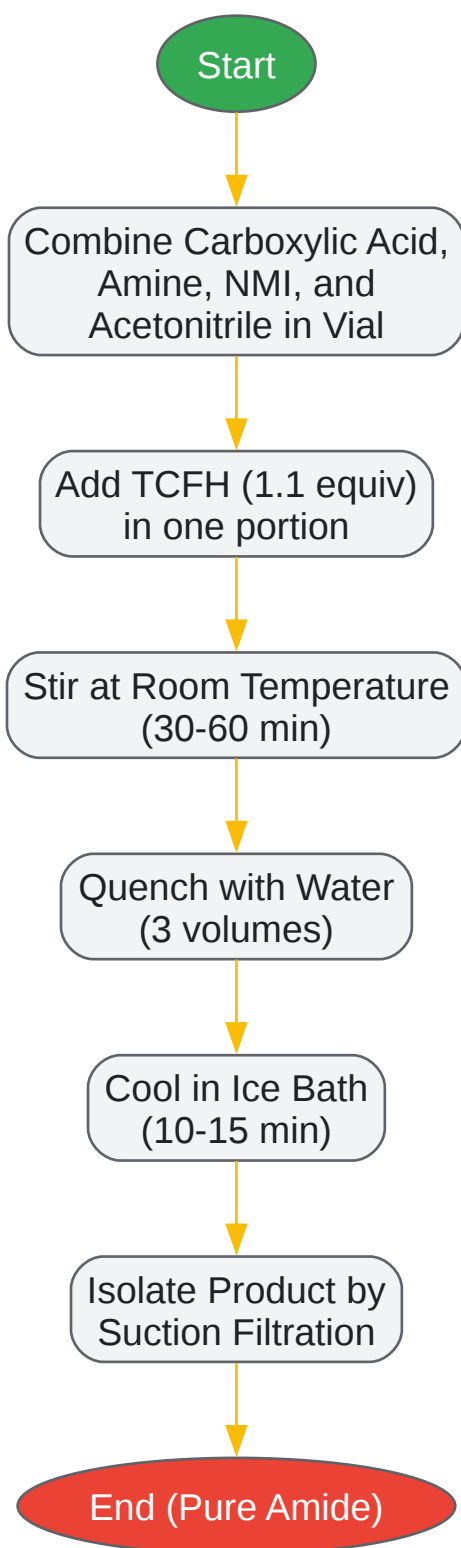 Start
Combine Carboxylic Acid,
Amine, NMI, and
Acetonitrile in Vial
Add TCFH (1.1 equiv)
in one portion
Stir at Room Temperature
(30-60 min)
Quench with Water
(3 volumes)
Cool in Ice Bath
(10-15 min)
Isolate Product by
Suction Filtration
End (Pure Amide)